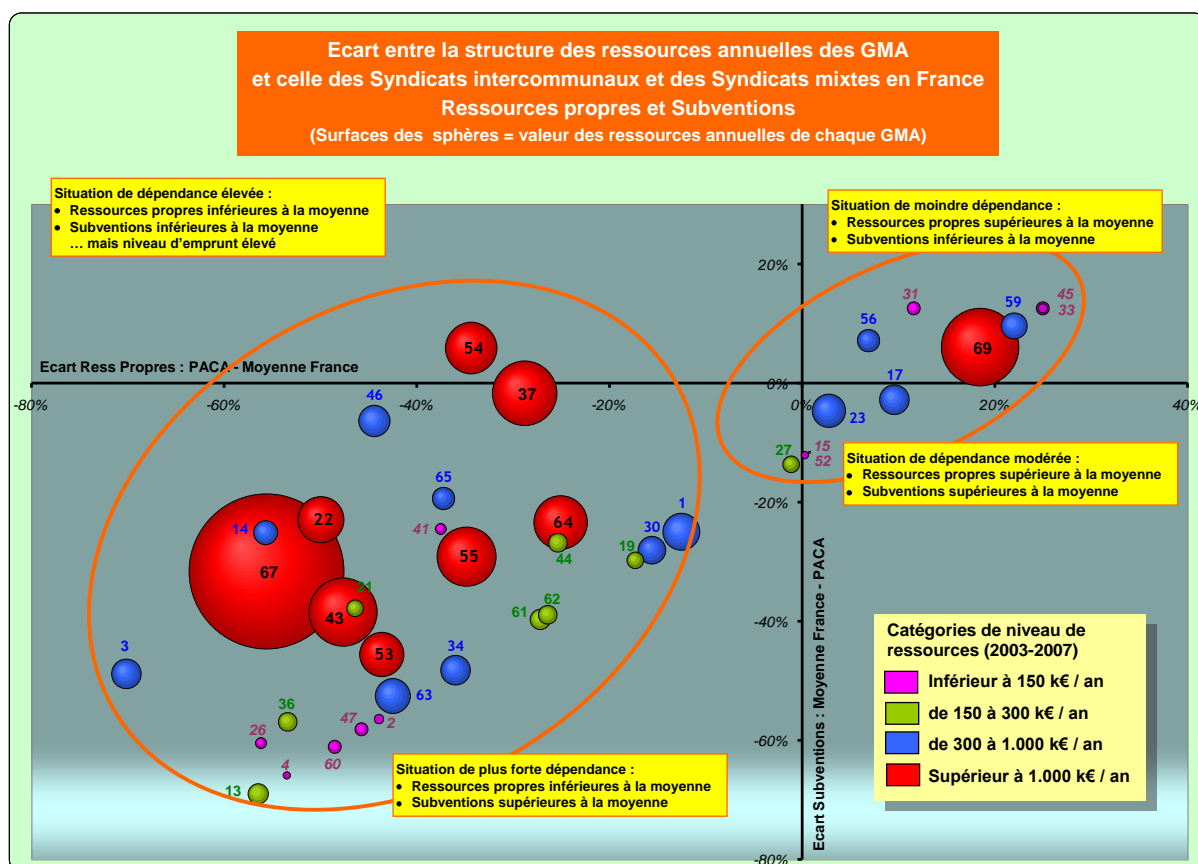 Ecart entre la structure des ressources annuelles des GMA
et celle des Syndicats intercommunaux et des Syndicats mixtes en France
Ressources propres et Subventions
(Surfaces des sphères = valeur des ressources annuelles de chaque GMA)
Situation de dépendance élevée :
• Ressources propres inférieures à la moyenne
• Subventions inférieures à la moyenne
… mais niveau d'emprunt élevé
Situation de moindre dépendance :
• Ressources propres supérieures à la moyenne
• Subventions inférieures à la moyenne
20%
31
59
45
33
56
54
69
Ecart Ress Propres : PACA - Moyenne France
37
17
0%
-80%
-60%
-40%
-20%
0%
20%
40%
46
23
27
15
52
Situation de dépendance modérée :
• Ressources propres supérieure à la moyenne
• Subventions supérieures à la moyenne
65
-20%
1
22
64
14
41
30
44
19
55
67
21
43
61
62
-40%
53
34
3
63
36
47
2
26
60
4
13
-60%
-80%
Ecart Subventions : Moyenne France - PACA
Catégories de niveau de
ressources (2003-2007)
Inférieur à 150 k€ / an
de 150 à 300 k€ / an
de 300 à 1.000 k€ / an
Supérieur à 1.000 k€ / an
Situation de plus forte dépendance :
• Ressources propres inférieures à la moyenne
• Subventions supérieures à la moyenne